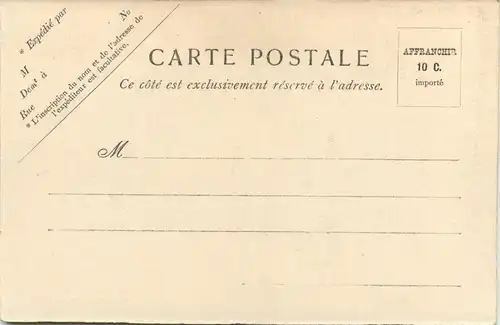 * Expédié par
M
Demt à
Rue No
* L'inscription du nom et de l'adresse de
l'expéditeur est facultative.
CARTE POSTALE
Ce côté est exclusivement réservé à l'adresse.
AFFRANCHIR
10 C.
importé
M